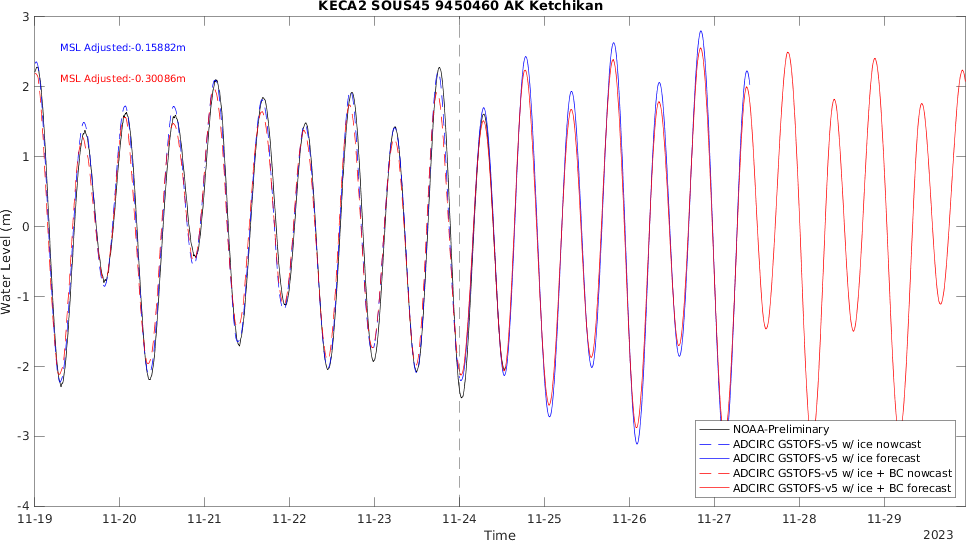 KECA2 SOUS45 9450460 AK Ketchikan
MSL Adjusted:-0.15882m
MSL Adjusted:-0.30086m
Water Level (m)
3
2
1
0
-1
-2
-3
-4
NOAA-Preliminary
ADCIRC GSTOFS-v5 w/ ice nowcast
ADCIRC GSTOFS-v5 w/ ice forecast
ADCIRC GSTOFS-v5 w/ ice + BC nowcast
ADCIRC GSTOFS-v5 w/ ice + BC forecast
11-19 11-20 11-21 11-22 11-23 11-24 11-25 11-26 11-27 11-28 11-29
Time
2023